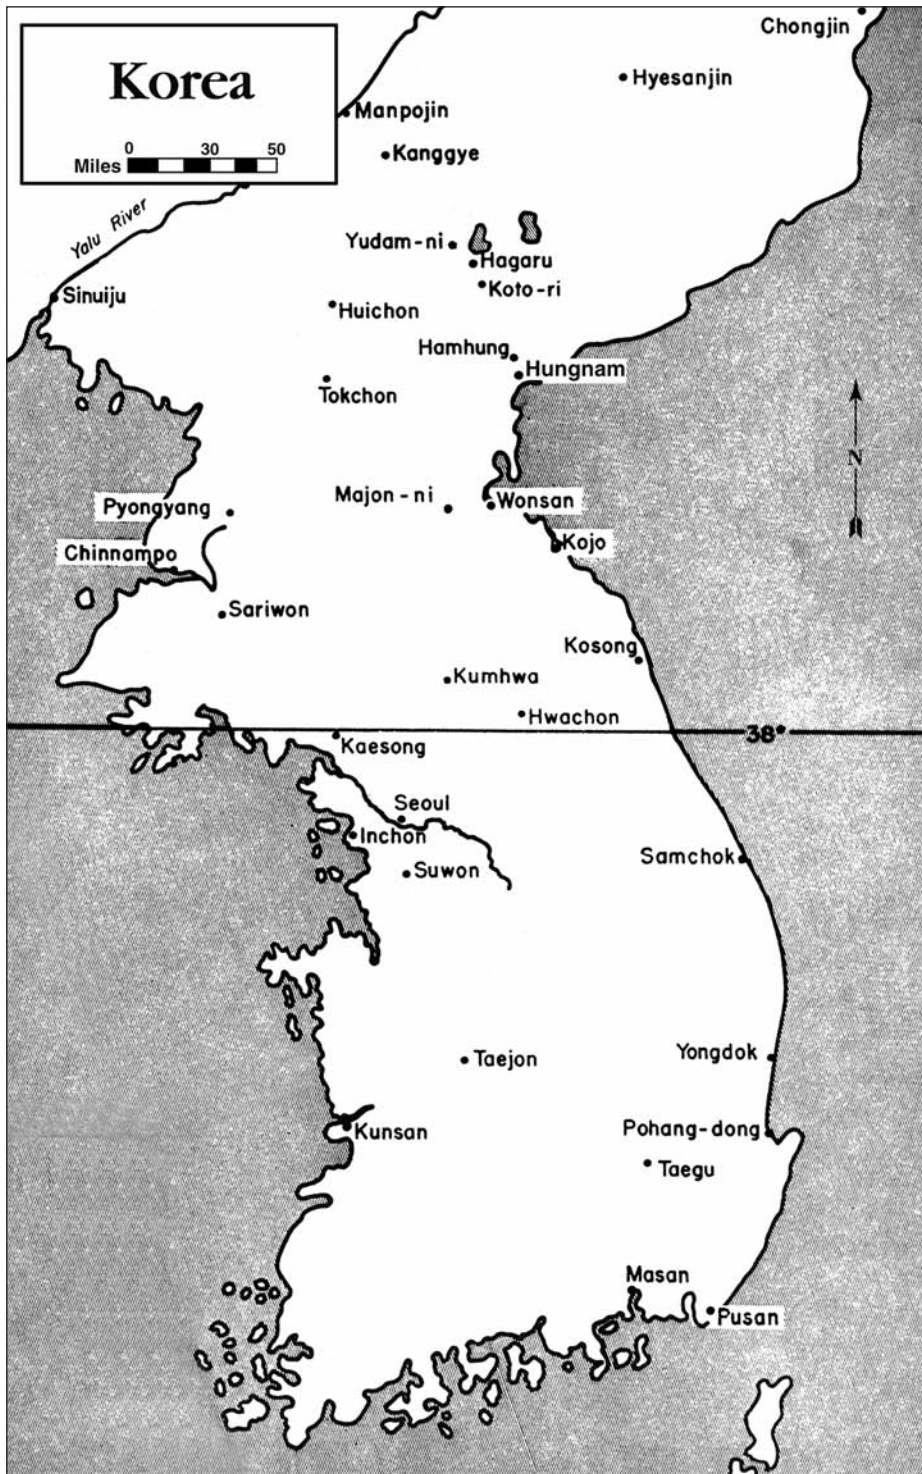 Korea
0 30 50
Miles
Chongjin
Hyesanjin
Manpojin
Kanggye
Yalu River
Yudam-ni
Hagaru
Koto-ri
Sinuiju
Huichon
Hamhung
Hungnam
Tokchon
N
Majon-ni
Wonsan
Pyongyang
Kojo
Chinnampo
Sariwon
Kosong
Kumhwa
Hwachon
38°
Kaesong
Seoul
Inchon
Samchok
Suwon
Taejon
Yongdok
Kunsan
Pohang-dong
Taegu
Masan
Pusan